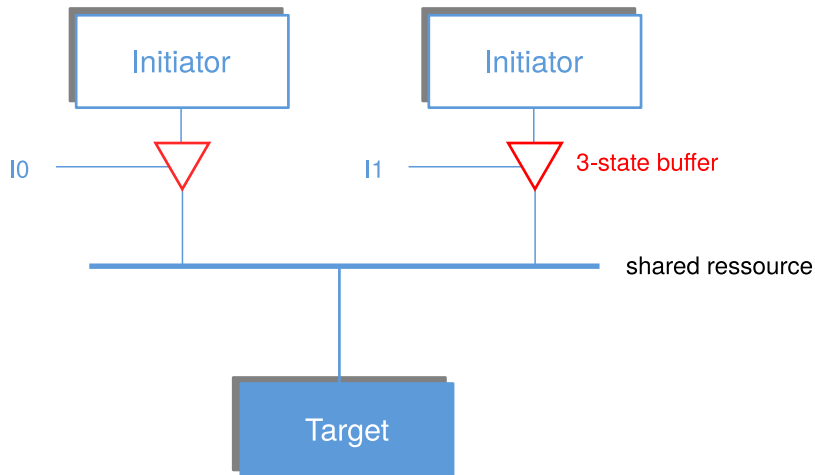 Initiator
Initiator
I0
I1
3-state buffer
shared ressource
Target